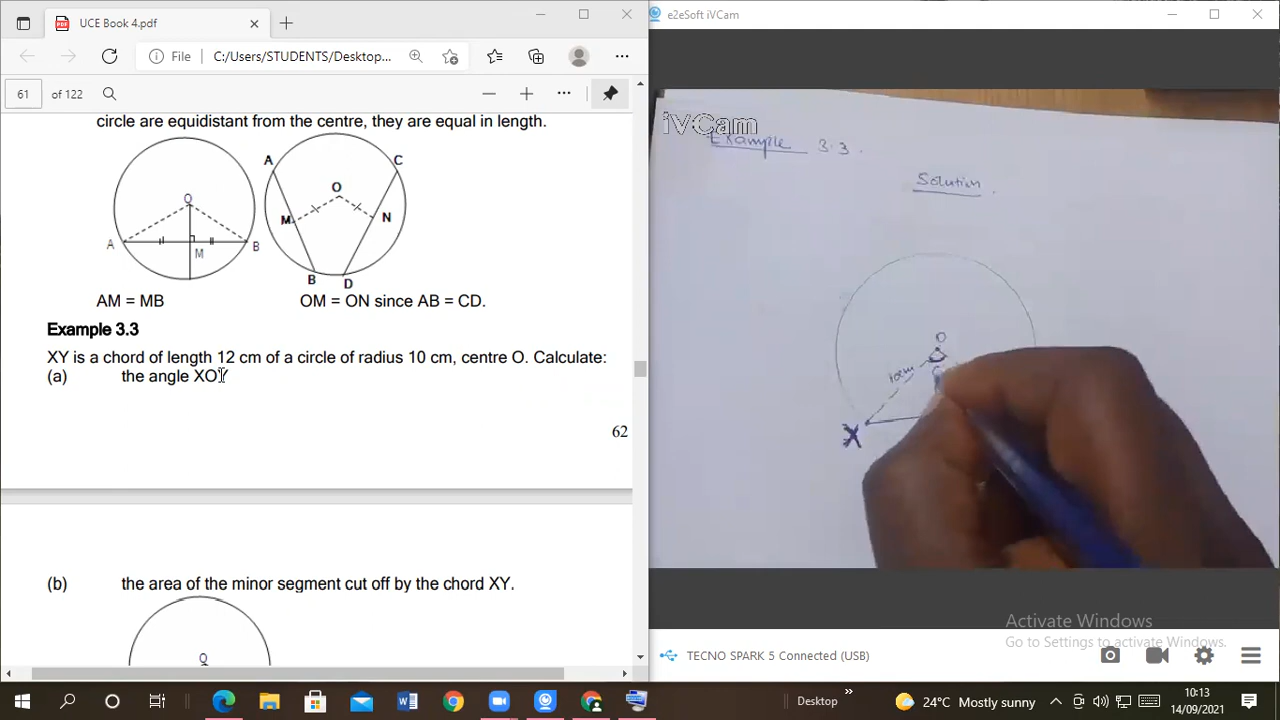 UCE Book 4.pdf
e2eSoft iVCam
File
C:/Users/STUDENTS/Desktop...
61
of 122
circle are equidistant from the centre, they are equal in length.
O
A
M
B
A
C
O
M
N
B
D
AM = MB
OM = ON since AB = CD.
Example 3.3
XY is a chord of length 12 cm of a circle of radius 10 cm, centre O. Calculate:
(a) the angle XOY
62
(b) the area of the minor segment cut off by the chord XY.
O
iVCam
Example 3.3.
Solution.
O
10cm
X
Activate Windows
Go to Settings to activate Windows.
TECNO SPARK 5 Connected (USB)
Desktop
24°C Mostly sunny
10:13
14/09/2021